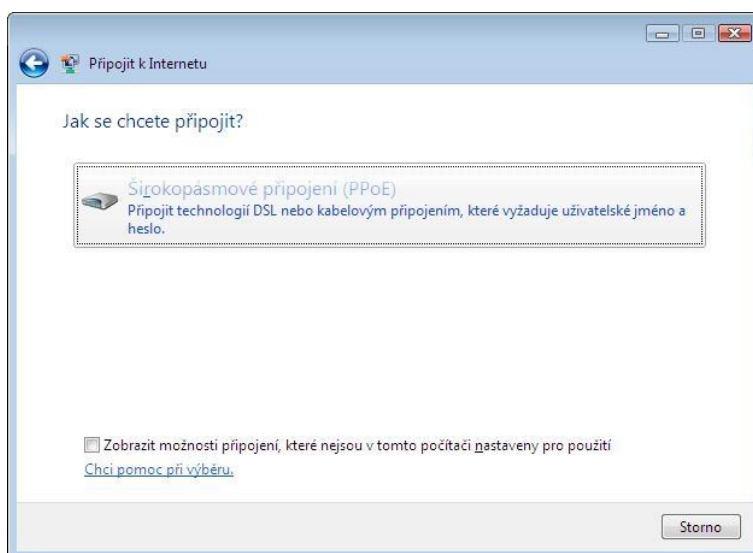 Připojit k Internetu
Jak se chcete připojit?
Širokopásmové připojení (PPoE)
Připojit technologií DSL nebo kabelovým připojením, které vyžaduje uživatelské jméno a
heslo.
Zobrazit možnosti připojení, které nejsou v tomto počítači nastaveny pro použití
Chci pomoc při výběru.
Storno